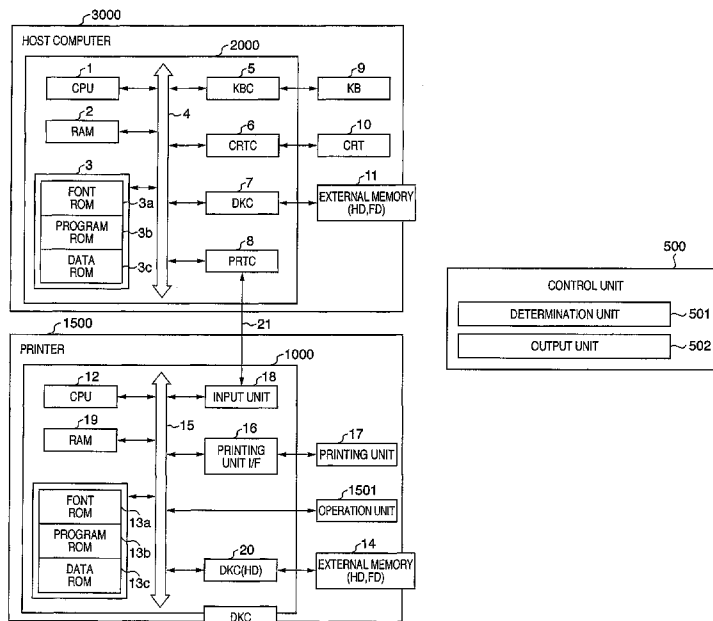 3000
HOST COMPUTER
2000
1
CPU
2
RAM
3
FONT
ROM
3a
PROGRAM
ROM
3b
DATA
ROM
3c
4
5
KBC
9
KB
6
CRTC
10
CRT
7
DKC
11
EXTERNAL MEMORY
(HD,FD)
8
PRTC
21
500
CONTROL UNIT
DETERMINATION UNIT
501
OUTPUT UNIT
502
1500
PRINTER
1000
12
CPU
19
RAM
FONT
ROM
13a
PROGRAM
ROM
13b
DATA
ROM
13c
15
18
INPUT UNIT
16
PRINTING
UNIT I/F
17
PRINTING UNIT
1501
OPERATION UNIT
20
DKC(HD)
14
EXTERNAL MEMORY
(HD,FD)
DKC